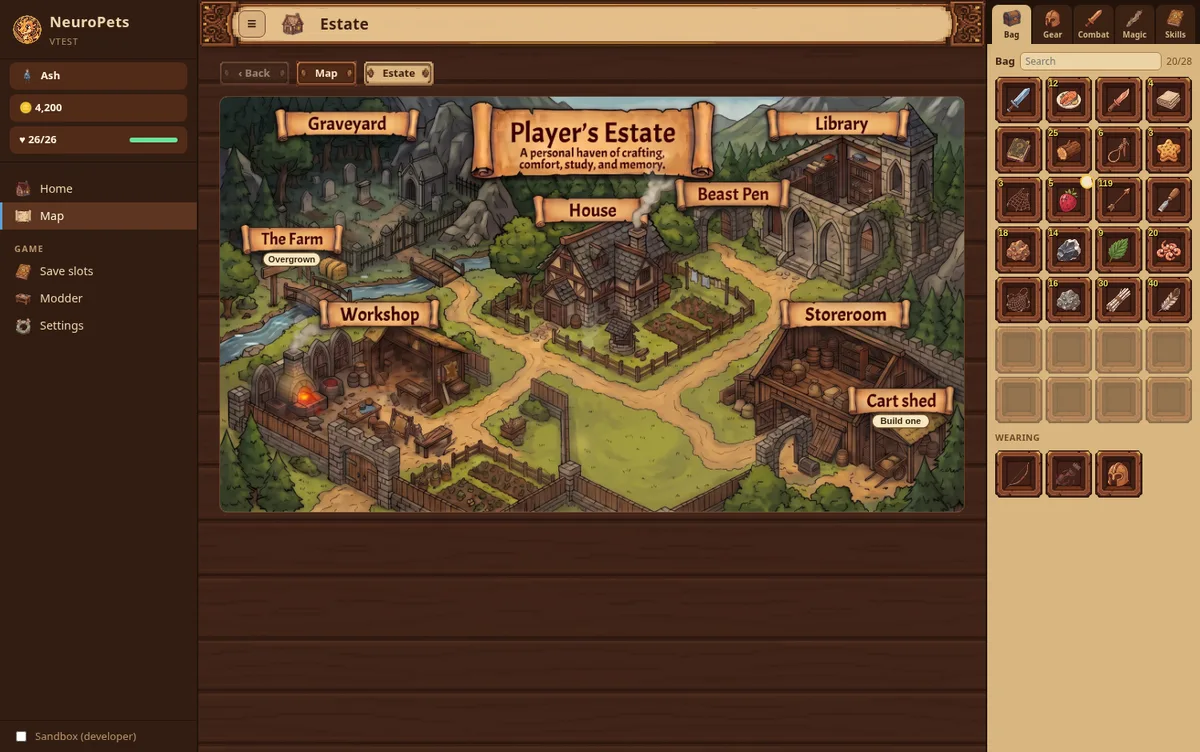 NeuroPets
VTEST
Ash
4,200
♥ 26/26
Home
Map
GAME
Save slots
Modder
Settings
Sandbox (developer)
☰
Estate
‹ Back
Map
Estate
Graveyard
Player's Estate
A personal haven of crafting,
comfort, study, and memory.
Library
Beast Pen
House
The Farm
Overgrown
Workshop
Storeroom
Cart shed
Build one
Bag
Gear
Combat
Magic
Skills
Bag
Search
20/28
12
4
25
6
3
3
5
119
18
14
9
20
16
30
40
WEARING